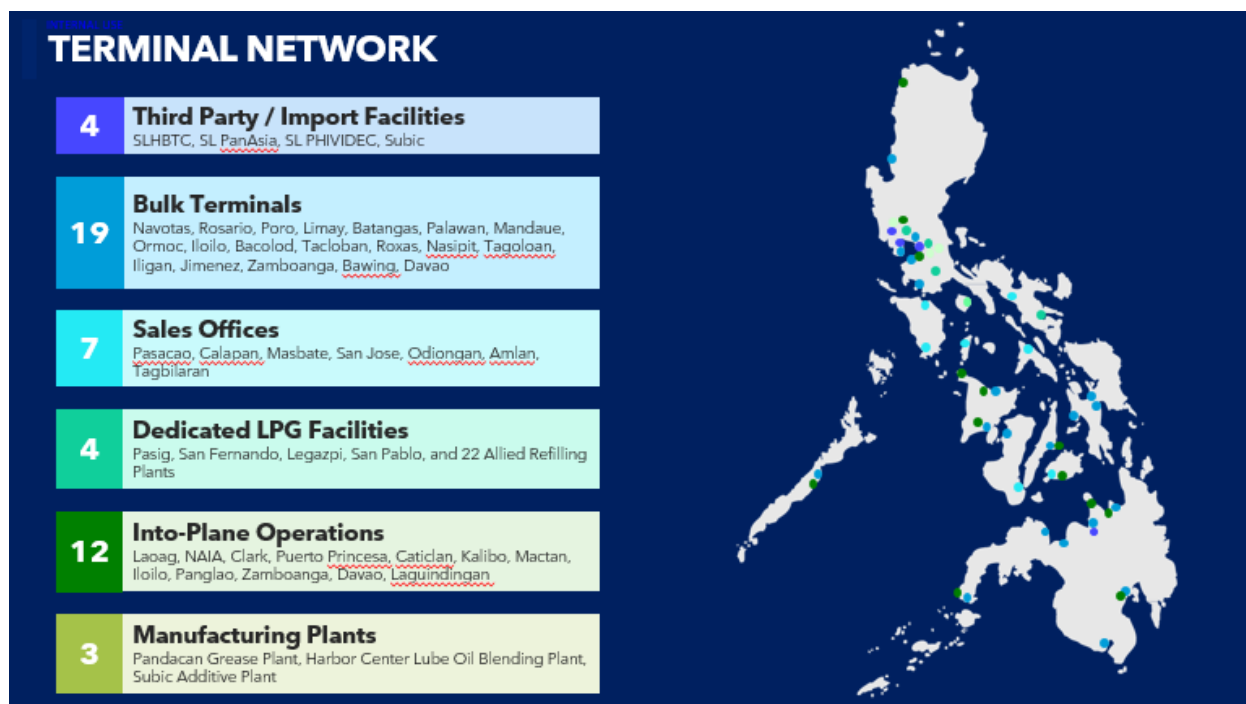 INTERNAL USE
TERMINAL NETWORK
4
Third Party / Import Facilities
SLHBTC, SL PanAsia, SL PHIVIDEC, Subic
19
Bulk Terminals
Navotas, Rosario, Poro, Limay, Batangas, Palawan, Mandaue,
Ormoc, Iloilo, Bacolod, Tacloban, Roxas, Nasipit, Tagoloan,
Iligan, Jimenez, Zamboanga, Bawing, Davao
7
Sales Offices
Pasacao, Calapan, Masbate, San Jose, Odiongan, Amlan,
Tagbilaran
4
Dedicated LPG Facilities
Pasig, San Fernando, Legazpi, San Pablo, and 22 Allied Refilling
Plants
12
Into-Plane Operations
Laoag, NAIA, Clark, Puerto Princesa, Caticlan, Kalibo, Mactan,
Iloilo, Panglao, Zamboanga, Davao, Laguindingan
3
Manufacturing Plants
Pandacan Grease Plant, Harbor Center Lube Oil Blending Plant,
Subic Additive Plant